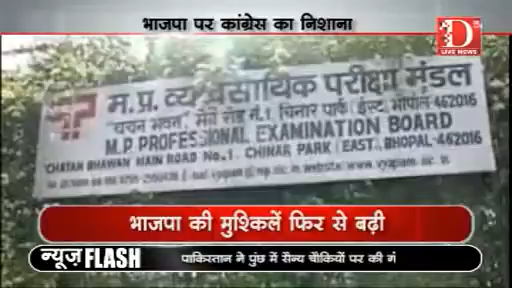 भाजपा पर कांग्रेस का निशाना
D
LIVE NEWS
म.प्र. व्यावसायिक परीक्षा मंडल
"चयन भवन" मेन रोड नं.1, चिनार पार्क (ईस्ट), भोपाल 462016
M.P. PROFESSIONAL EXAMINATION BOARD
"CHAYAN BHAWAN MAIN ROAD No.1, CHINAR PARK (EAST), BHOPAL-462016
भाजपा की मुश्किलें फिर से बढ़ी
न्यूज़ FLASH
पाकिस्तान ने पुंछ में सैन्य चौकियों पर की गं